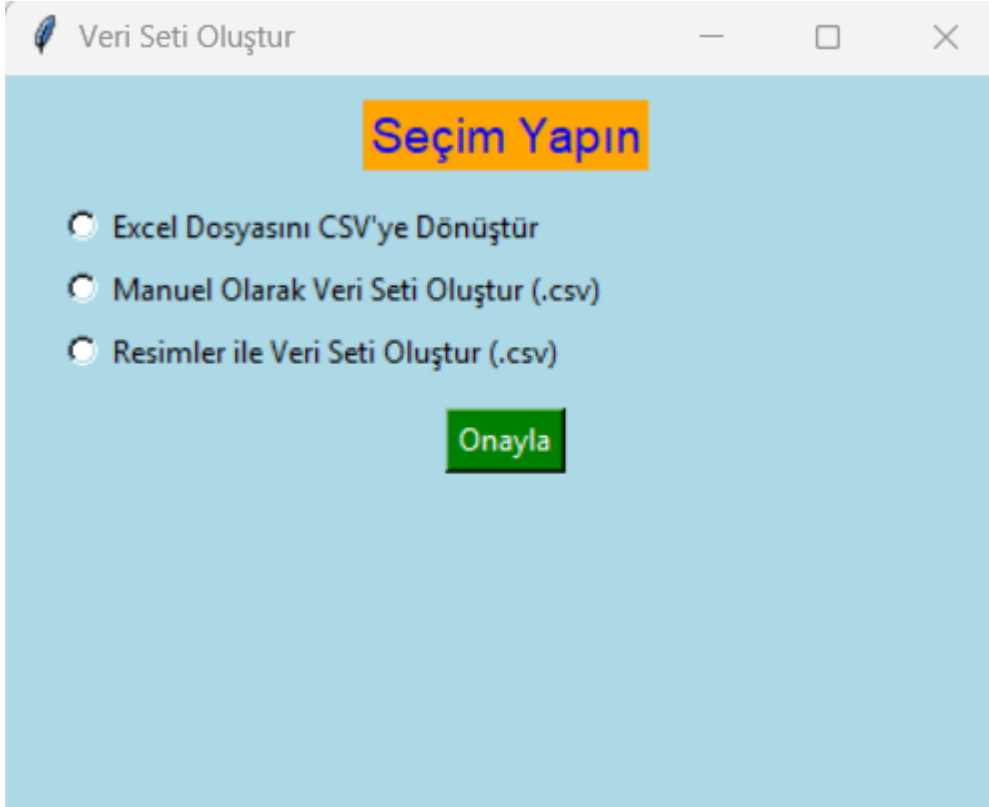 Veri Seti Oluştur
Seçim Yapın
Excel Dosyasını CSV'ye Dönüştür
Manuel Olarak Veri Seti Oluştur (.csv)
Resimler ile Veri Seti Oluştur (.csv)
Onayla